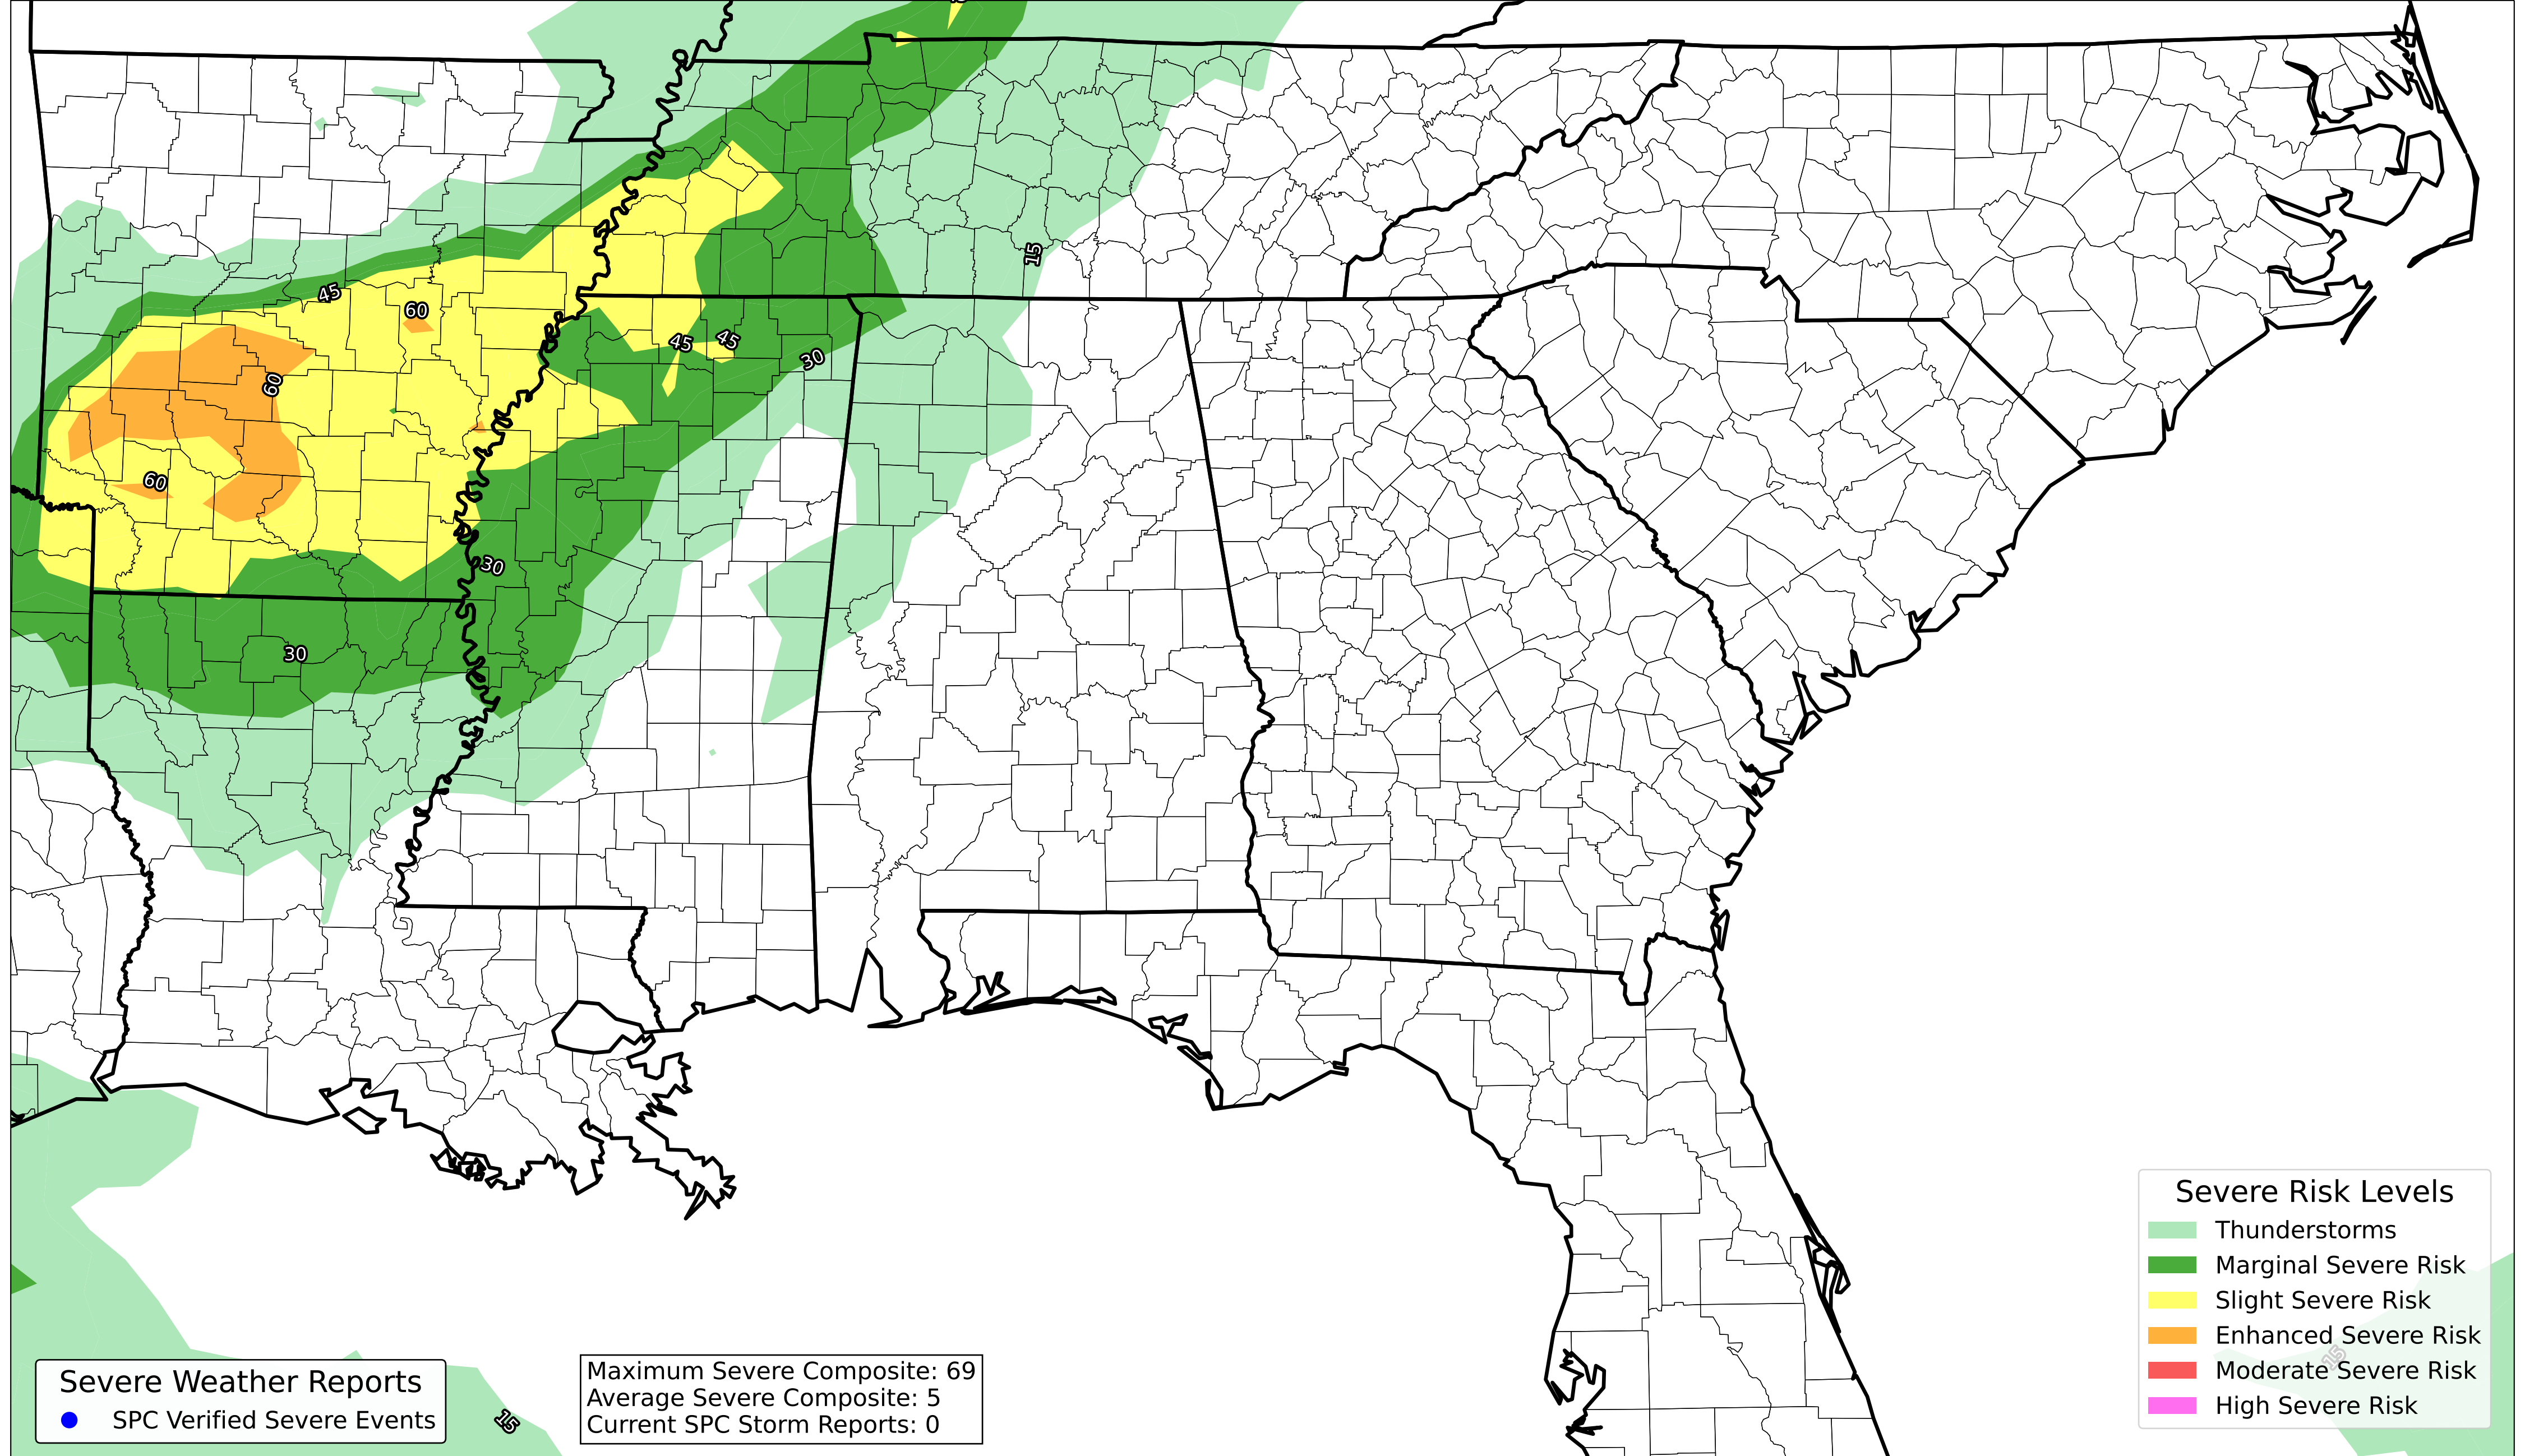 45
60
15
45
45
30
60
60
30
30
15
Severe Risk Levels
Thunderstorms
Marginal Severe Risk
Slight Severe Risk
Enhanced Severe Risk
Moderate Severe Risk
High Severe Risk
15
Severe Weather Reports
SPC Verified Severe Events
Maximum Severe Composite: 69
Average Severe Composite: 5
Current SPC Storm Reports: 0